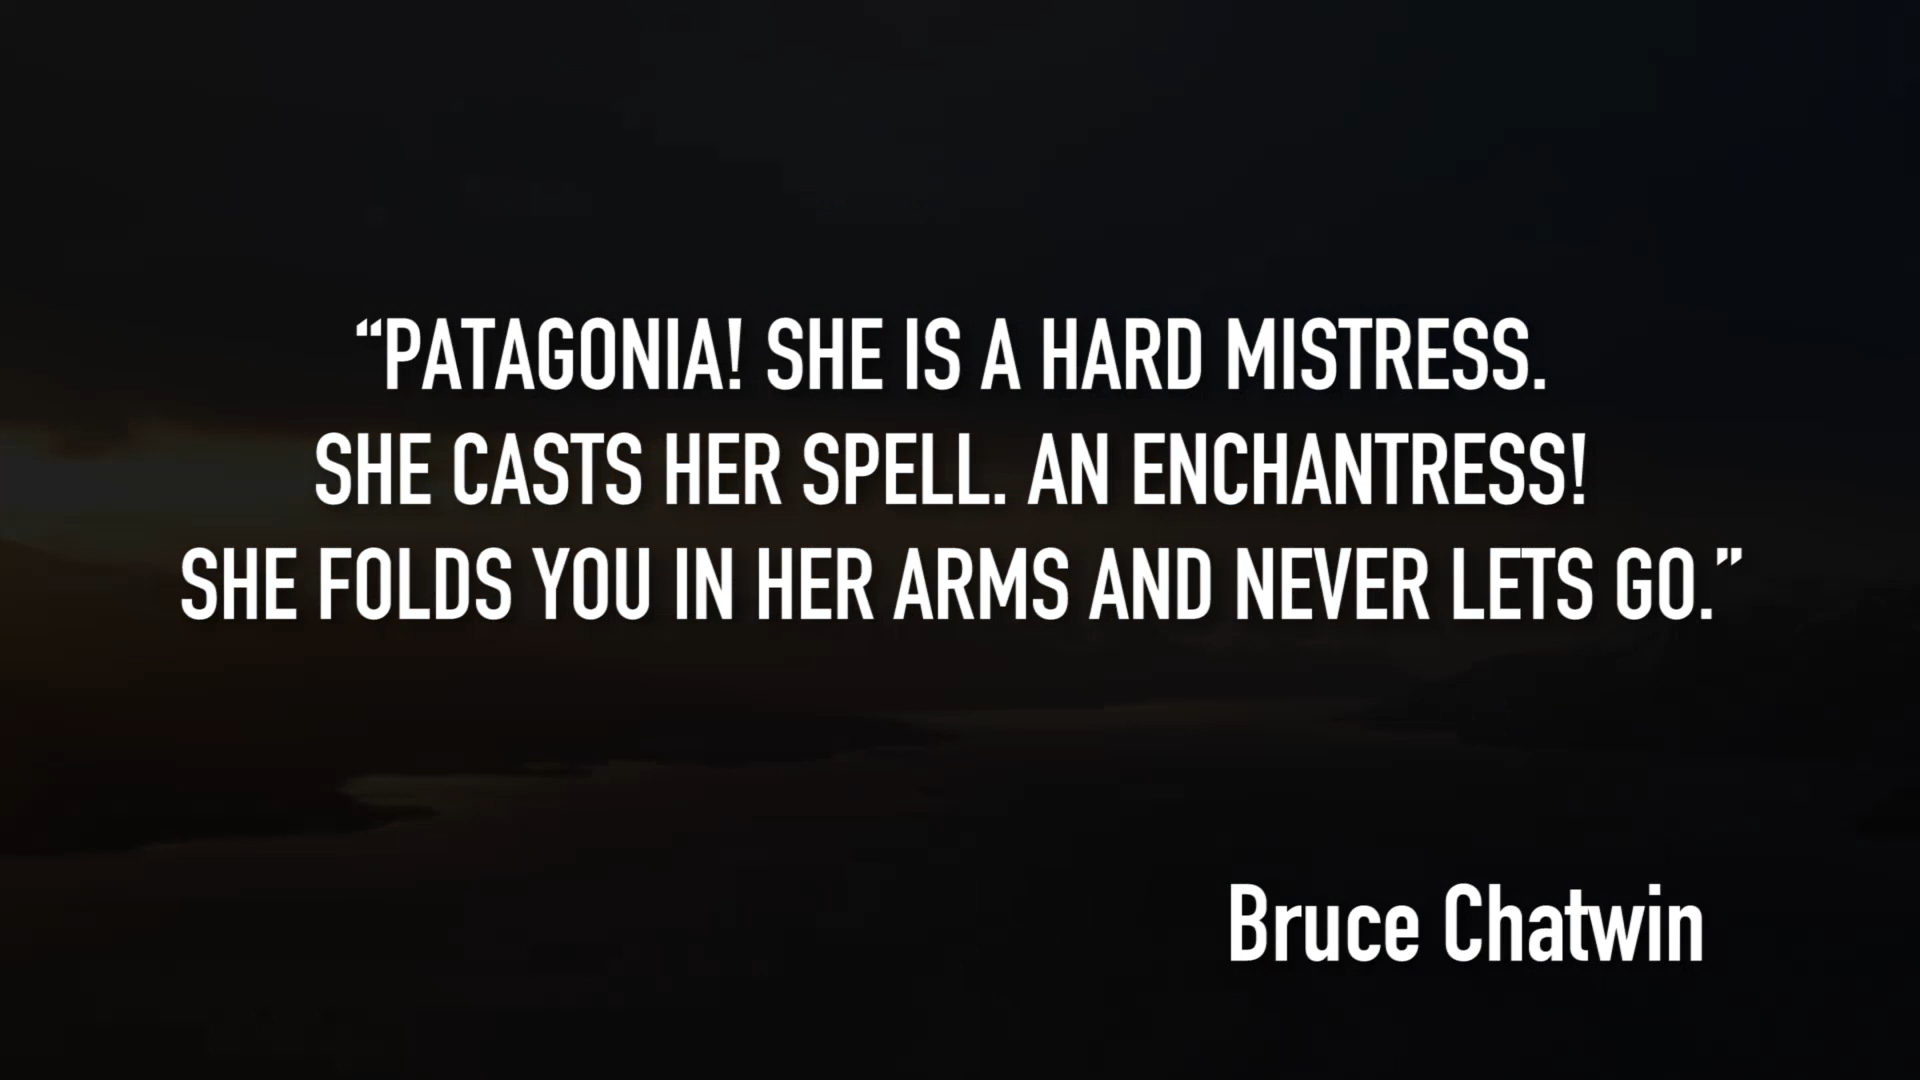 “PATAGONIA! SHE IS A HARD MISTRESS.
SHE CASTS HER SPELL. AN ENCHANTRESS!
SHE FOLDS YOU IN HER ARMS AND NEVER LETS GO.”
Bruce Chatwin